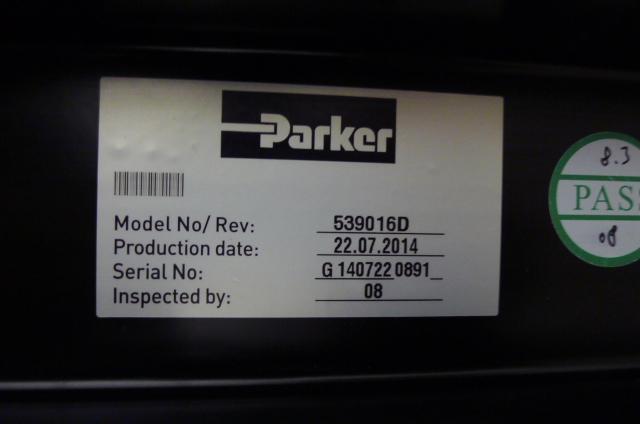 Parker
Model No/ Rev: 539016D
Production date: 22.07.2014
Serial No: G 140722 0891
Inspected by: 08
8.3
PASS
08